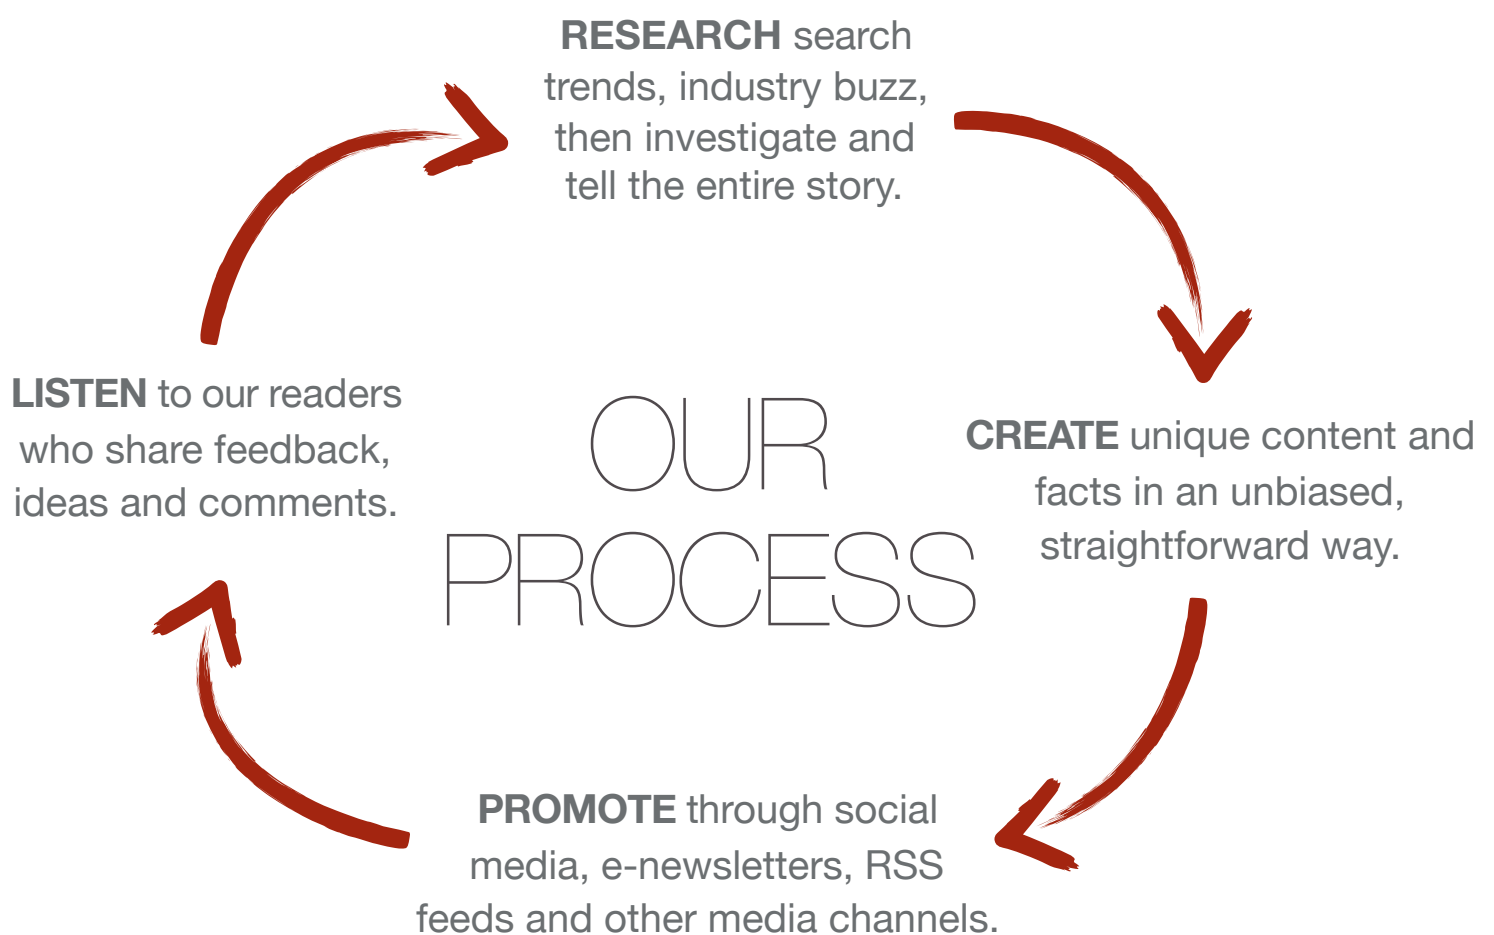 RESEARCH search
trends, industry buzz,
then investigate and
tell the entire story.
LISTEN to our readers
who share feedback,
ideas and comments.
OUR
PROCESS
CREATE unique content and
facts in an unbiased,
straightforward way.
PROMOTE through social
media, e-newsletters, RSS
feeds and other media channels.